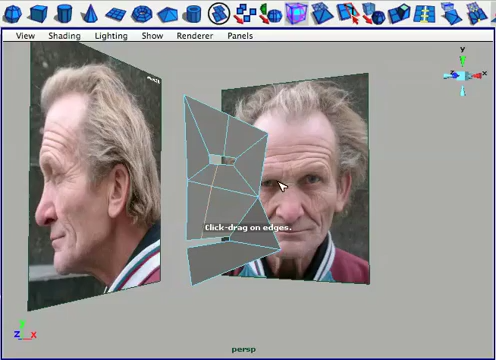 View Shading Lighting Show Renderer Panels
y
z x
Click-drag on edges.
Y
Z X
persp